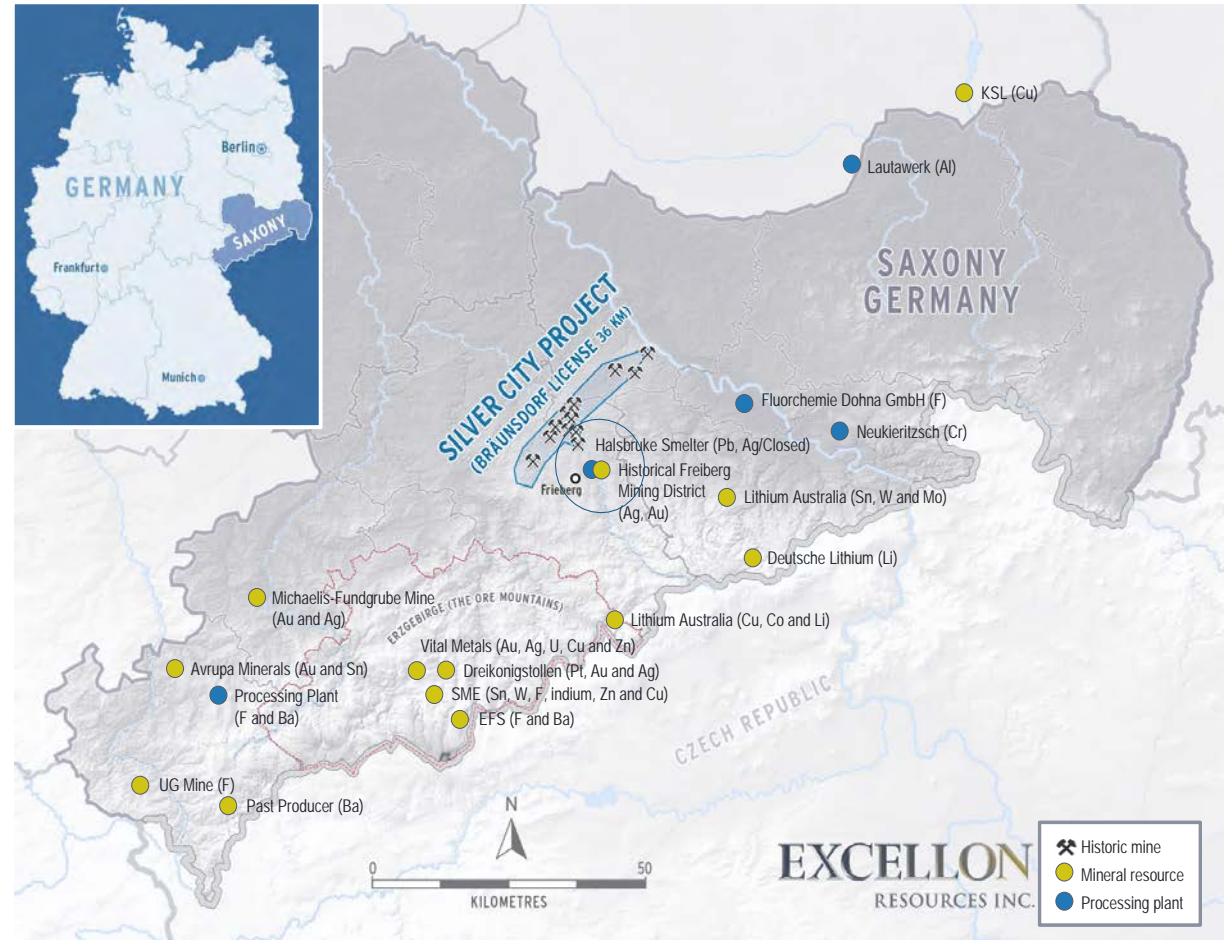 Berlin
GERMANY
SAXONY
Frankfurt
Munich
KSL (Cu)
Lautawerk (Al)
SAXONY
GERMANY
SILVER CITY PROJECT
(BRÄUNSDORF LICENSE 36 KM)
Fluorchemie Dohna GmbH (F)
Neukieritzsch (Cr)
Halsbruke Smelter (Pb, Ag/Closed)
Historical Freiberg
Mining District
(Ag, Au)
Frieberg
Lithium Australia (Sn, W and Mo)
Deutsche Lithium (Li)
Michaelis-Fundgrube Mine
(Au and Ag)
ERZGEBIRGE (THE ORE MOUNTAINS)
Lithium Australia (Cu, Co and Li)
Vital Metals (Au, Ag, U, Cu and Zn)
Avrupa Minerals (Au and Sn)
Dreikonigstollen (Pt, Au and Ag)
Processing Plant
(F and Ba)
SME (Sn, W, F, indium, Zn and Cu)
EFS (F and Ba)
CZECH REPUBLIC
UG Mine (F)
Past Producer (Ba)
N
0 50
KILOMETRES
EXCELLON
RESOURCES INC.
Historic mine
Mineral resource
Processing plant